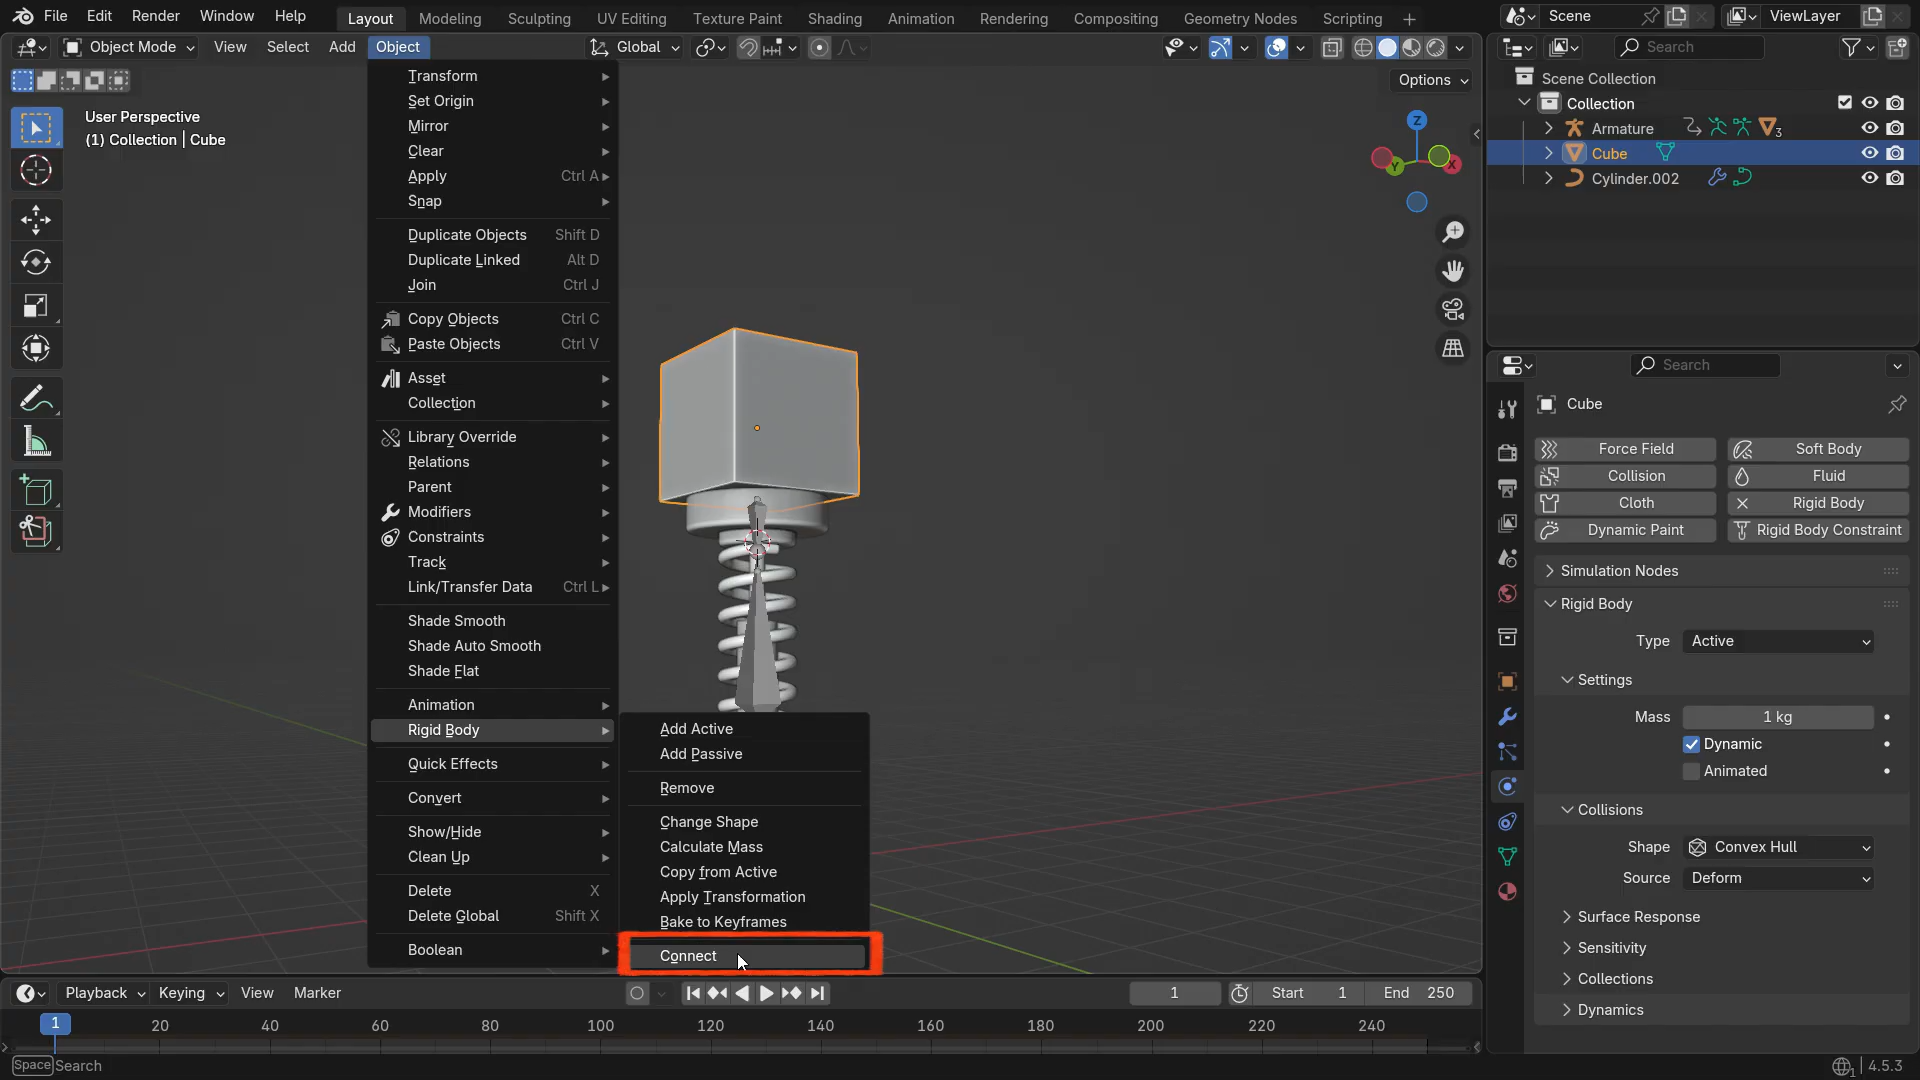 File Edit Render Window Help
Layout Modeling Sculpting UV Editing Texture Paint Shading Animation Rendering Compositing Geometry Nodes Scripting +
Scene
ViewLayer
Object Mode View Select Add Object
Global
Search
Options
User Perspective
(1) Collection | Cube
Transform
Set Origin
Mirror
Clear
Apply Ctrl A
Snap
Duplicate Objects Shift D
Duplicate Linked Alt D
Join Ctrl J
Copy Objects Ctrl C
Paste Objects Ctrl V
Asset
Collection
Library Override
Relations
Parent
Modifiers
Constraints
Track
Link/Transfer Data Ctrl L
Shade Smooth
Shade Auto Smooth
Shade Flat
Animation
Rigid Body
Quick Effects
Convert
Show/Hide
Clean Up
Delete X
Delete Global Shift X
Boolean
Add Active
Add Passive
Remove
Change Shape
Calculate Mass
Copy from Active
Apply Transformation
Bake to Keyframes
Connect
Z
Y
X
Scene Collection
Collection
Armature 3
Cube
Cylinder.002
Search
Cube
Force Field Soft Body
Collision Fluid
Cloth Rigid Body
Dynamic Paint Rigid Body Constraint
Simulation Nodes
Rigid Body
Type Active
Settings
Mass 1 kg
Dynamic
Animated
Collisions
Shape Convex Hull
Source Deform
Surface Response
Sensitivity
Collections
Dynamics
Playback Keying View Marker
1 Start 1 End 250
1 20 40 60 80 100 120 140 160 180 200 220 240
Space Search
1 4.5.3